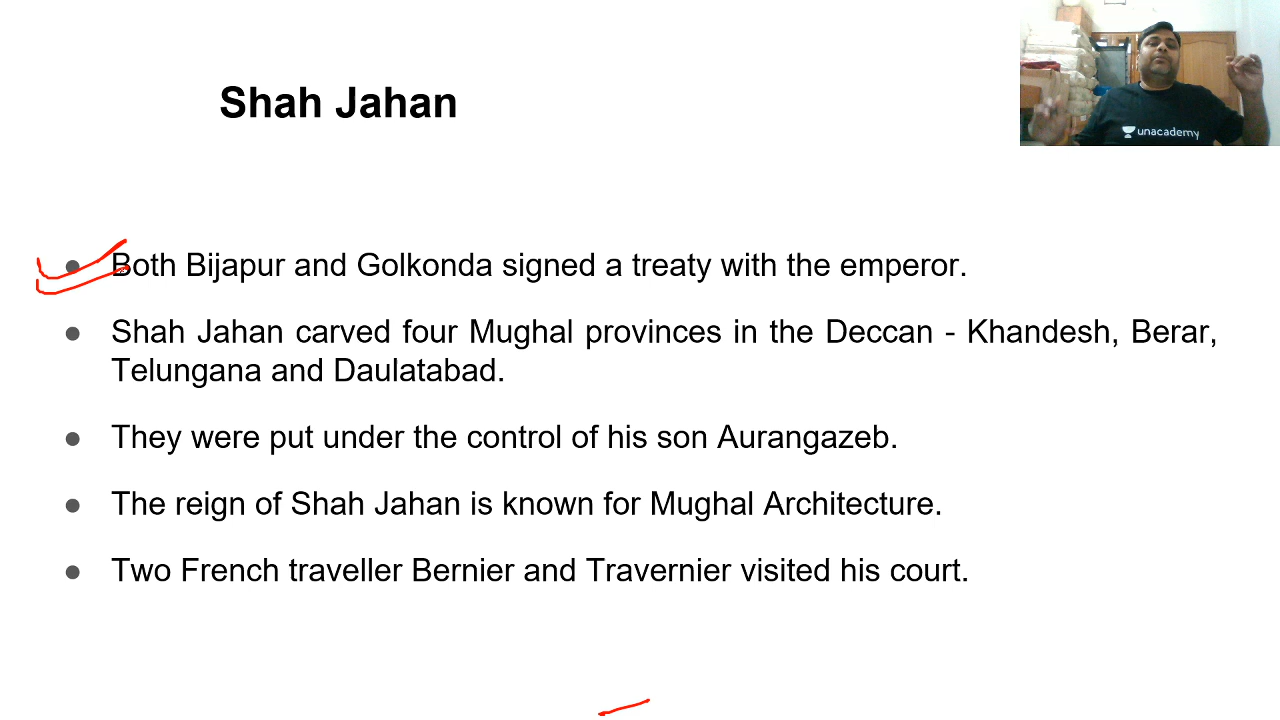 Shah Jahan
unacademy
● Both Bijapur and Golkonda signed a treaty with the emperor.
● Shah Jahan carved four Mughal provinces in the Deccan - Khandesh, Berar,
Telungana and Daulatabad.
● They were put under the control of his son Aurangazeb.
● The reign of Shah Jahan is known for Mughal Architecture.
● Two French traveller Bernier and Travernier visited his court.